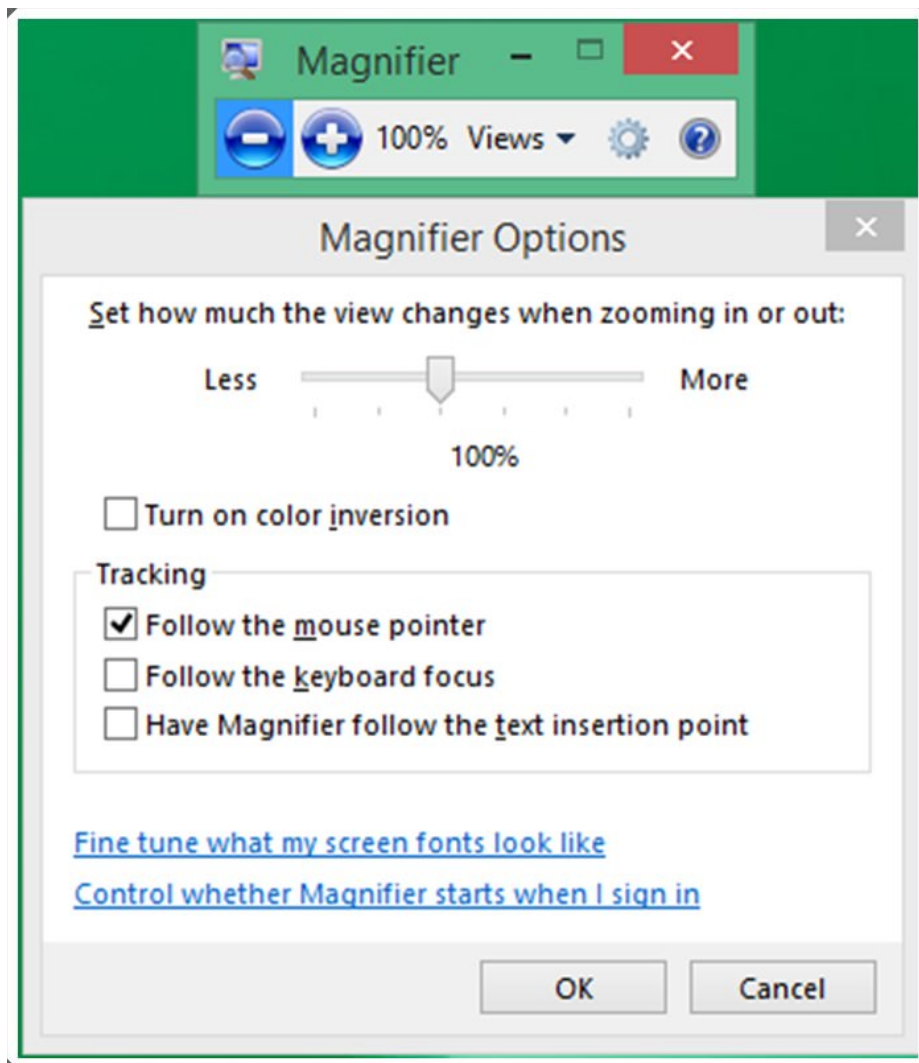 Magnifier
100% Views
Magnifier Options
Set how much the view changes when zooming in or out:
Less More
100%
Turn on color inversion
Tracking
Follow the mouse pointer
Follow the keyboard focus
Have Magnifier follow the text insertion point
Fine tune what my screen fonts look like
Control whether Magnifier starts when I sign in
OK Cancel